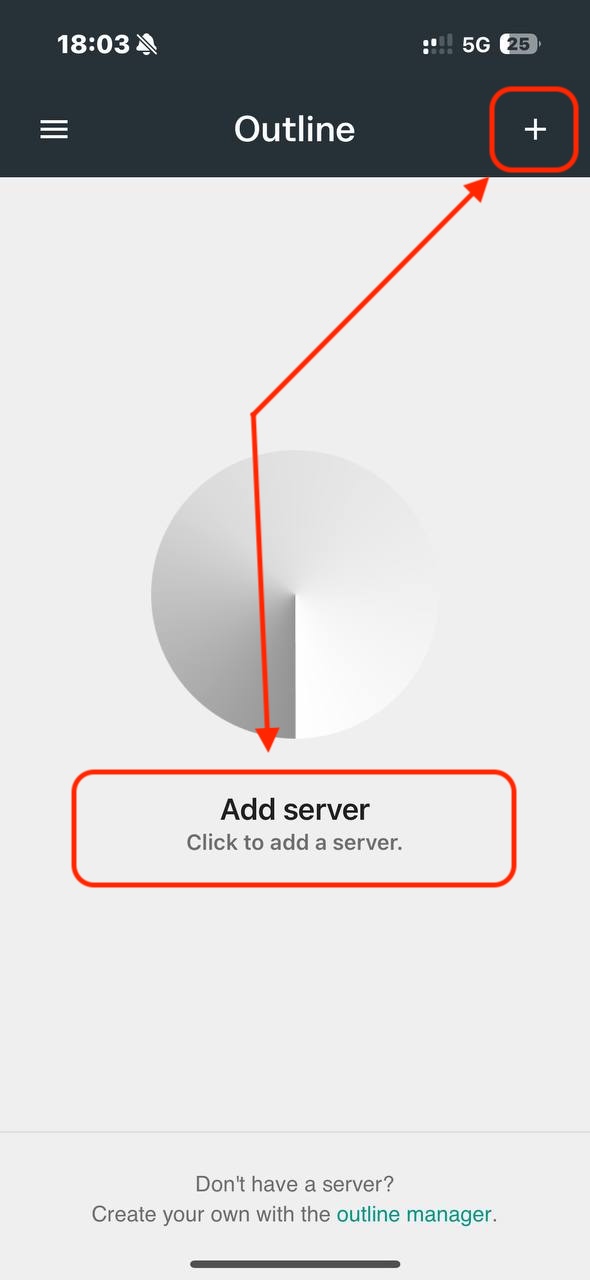 18:03 5G 25
Outline +
Add server
Click to add a server.
Don't have a server?
Create your own with the outline manager.